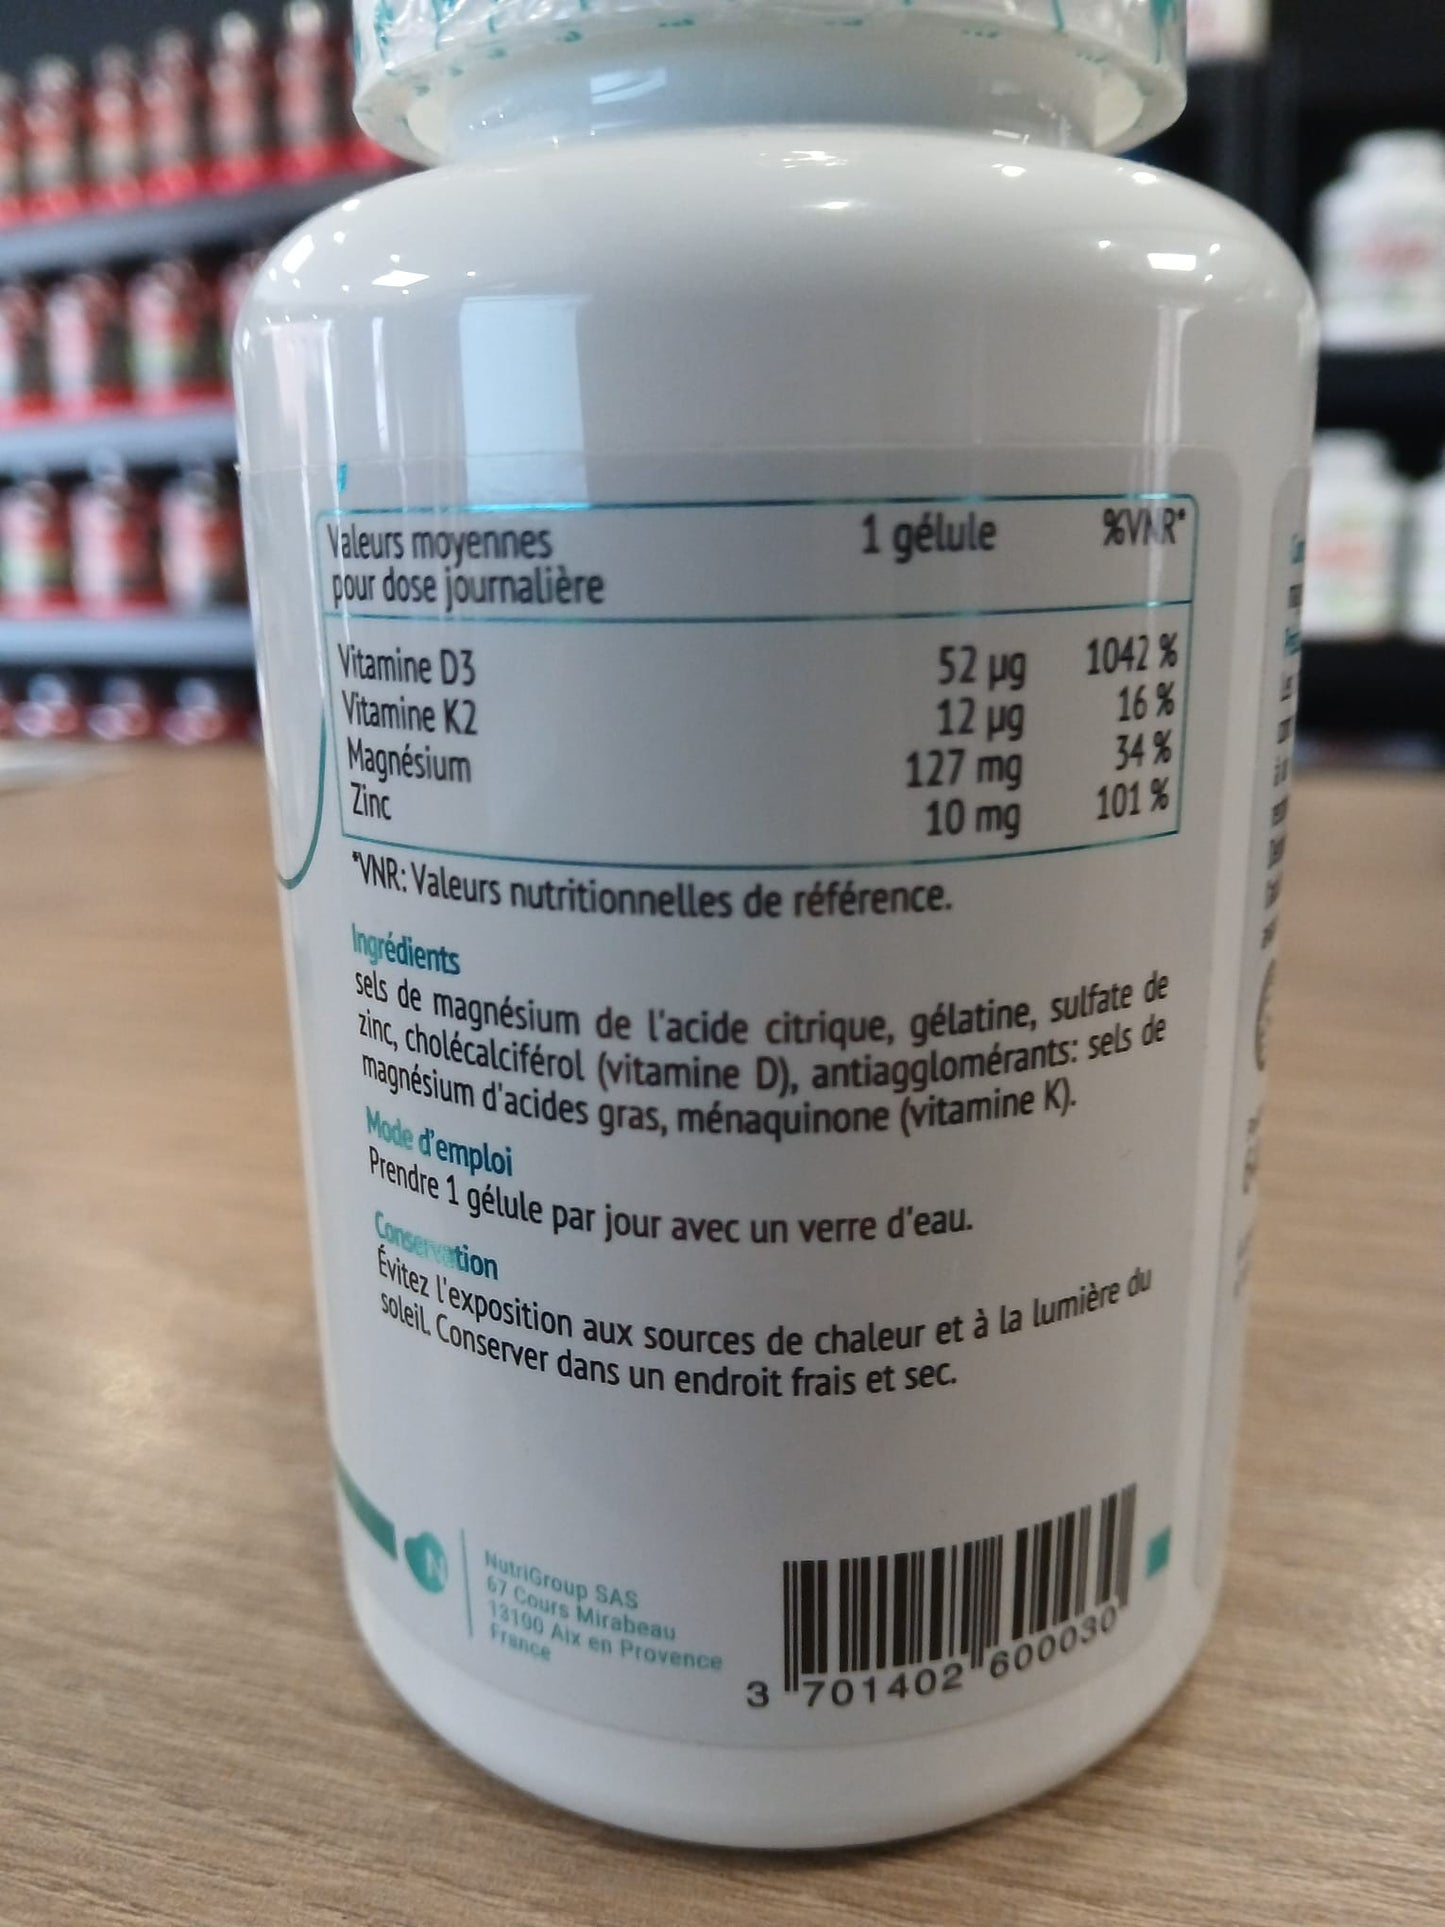 Valeurs moyennes 1 gélule %VNR*
pour dose journalière
Vitamine D3 52 µg 1042 %
Vitamine K2 12 µg 16 %
Magnésium 127 mg 34 %
Zinc 10 mg 101 %
*VNR: Valeurs nutritionnelles de référence.
Ingrédients
sels de magnésium de l'acide citrique, gélatine, sulfate de
zinc, cholécalciférol (vitamine D), antiagglomérants: sels de
magnésium d'acides gras, ménaquinone (vitamine K).
Mode d'emploi
Prendre 1 gélule par jour avec un verre d'eau.
Conservation
Évitez l'exposition aux sources de chaleur et à la lumière du
soleil. Conserver dans un endroit frais et sec.
N
NutriGroup SAS
67 Cours Mirabeau
13100 Aix en Provence
France
3 701402 600030